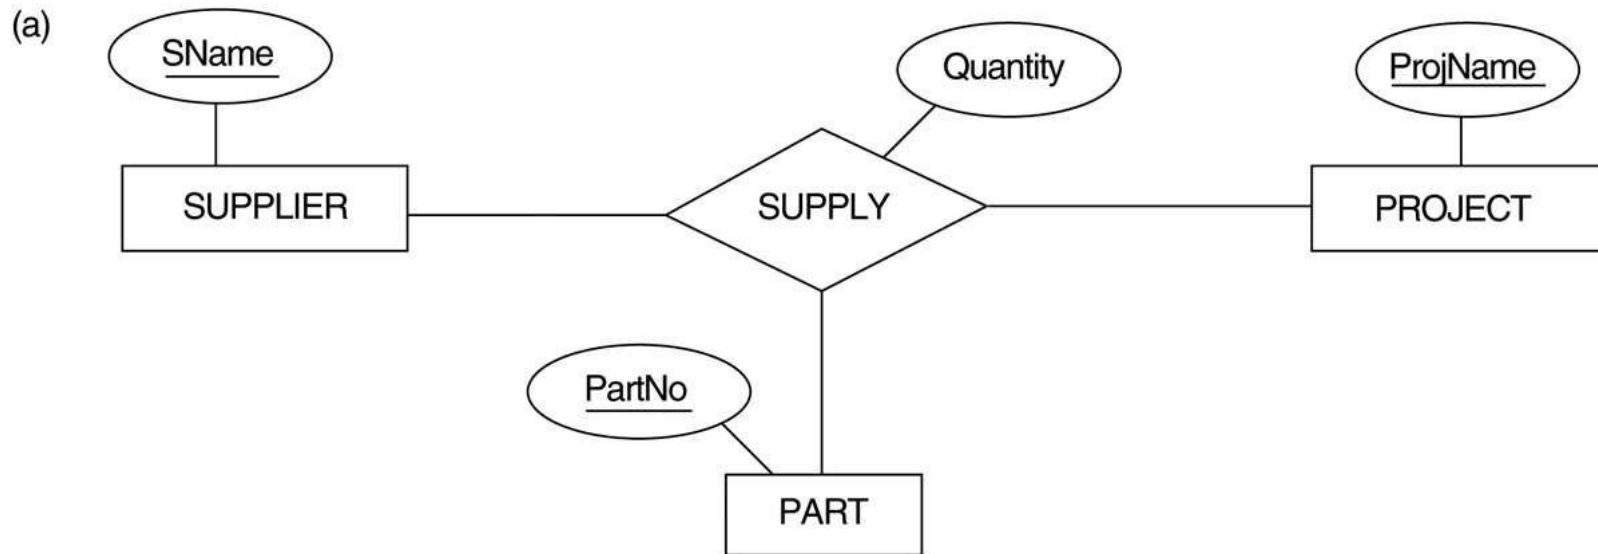 (a)
SName
Quantity
ProjName
SUPPLIER
SUPPLY
PROJECT
PartNo
PART